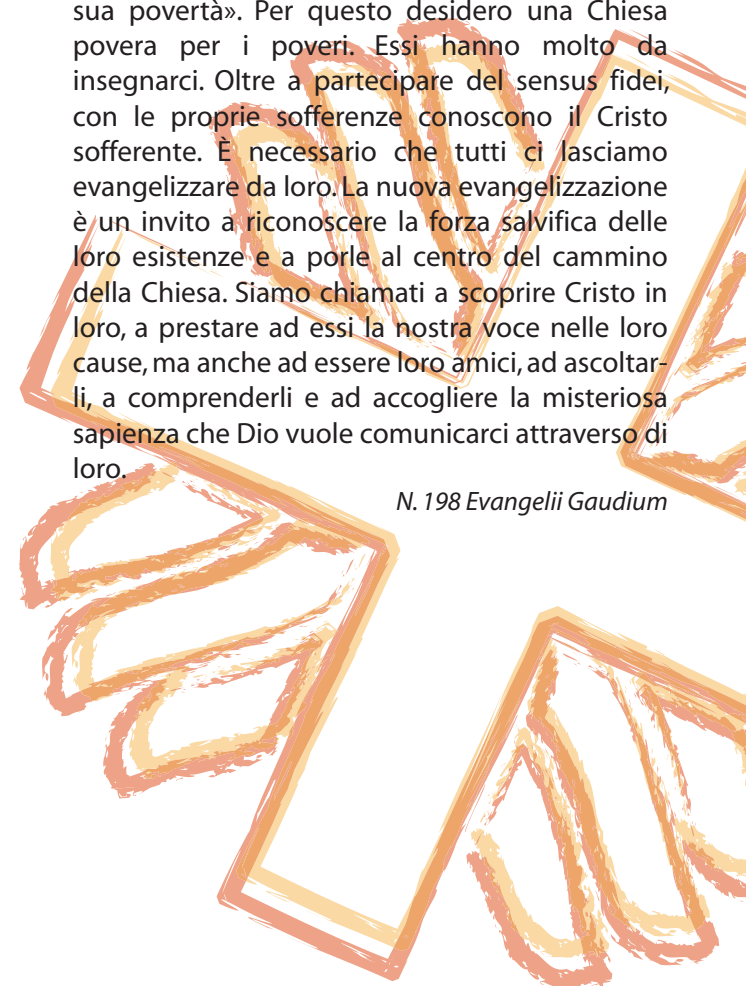 sua povertà». Per questo desidero una Chiesa
povera per i poveri. Essi hanno molto da
insegnarci. Oltre a partecipare del sensus fidei,
con le proprie sofferenze conoscono il Cristo
sofferente. È necessario che tutti ci lasciamo
evangelizzare da loro. La nuova evangelizzazione
è un invito a riconoscere la forza salvifica delle
loro esistenze e a porle al centro del cammino
della Chiesa. Siamo chiamati a scoprire Cristo in
loro, a prestare ad essi la nostra voce nelle loro
cause, ma anche ad essere loro amici, ad ascoltar-
li, a comprenderli e ad accogliere la misteriosa
sapienza che Dio vuole comunicarci attraverso di
loro.
N. 198 Evangelii Gaudium